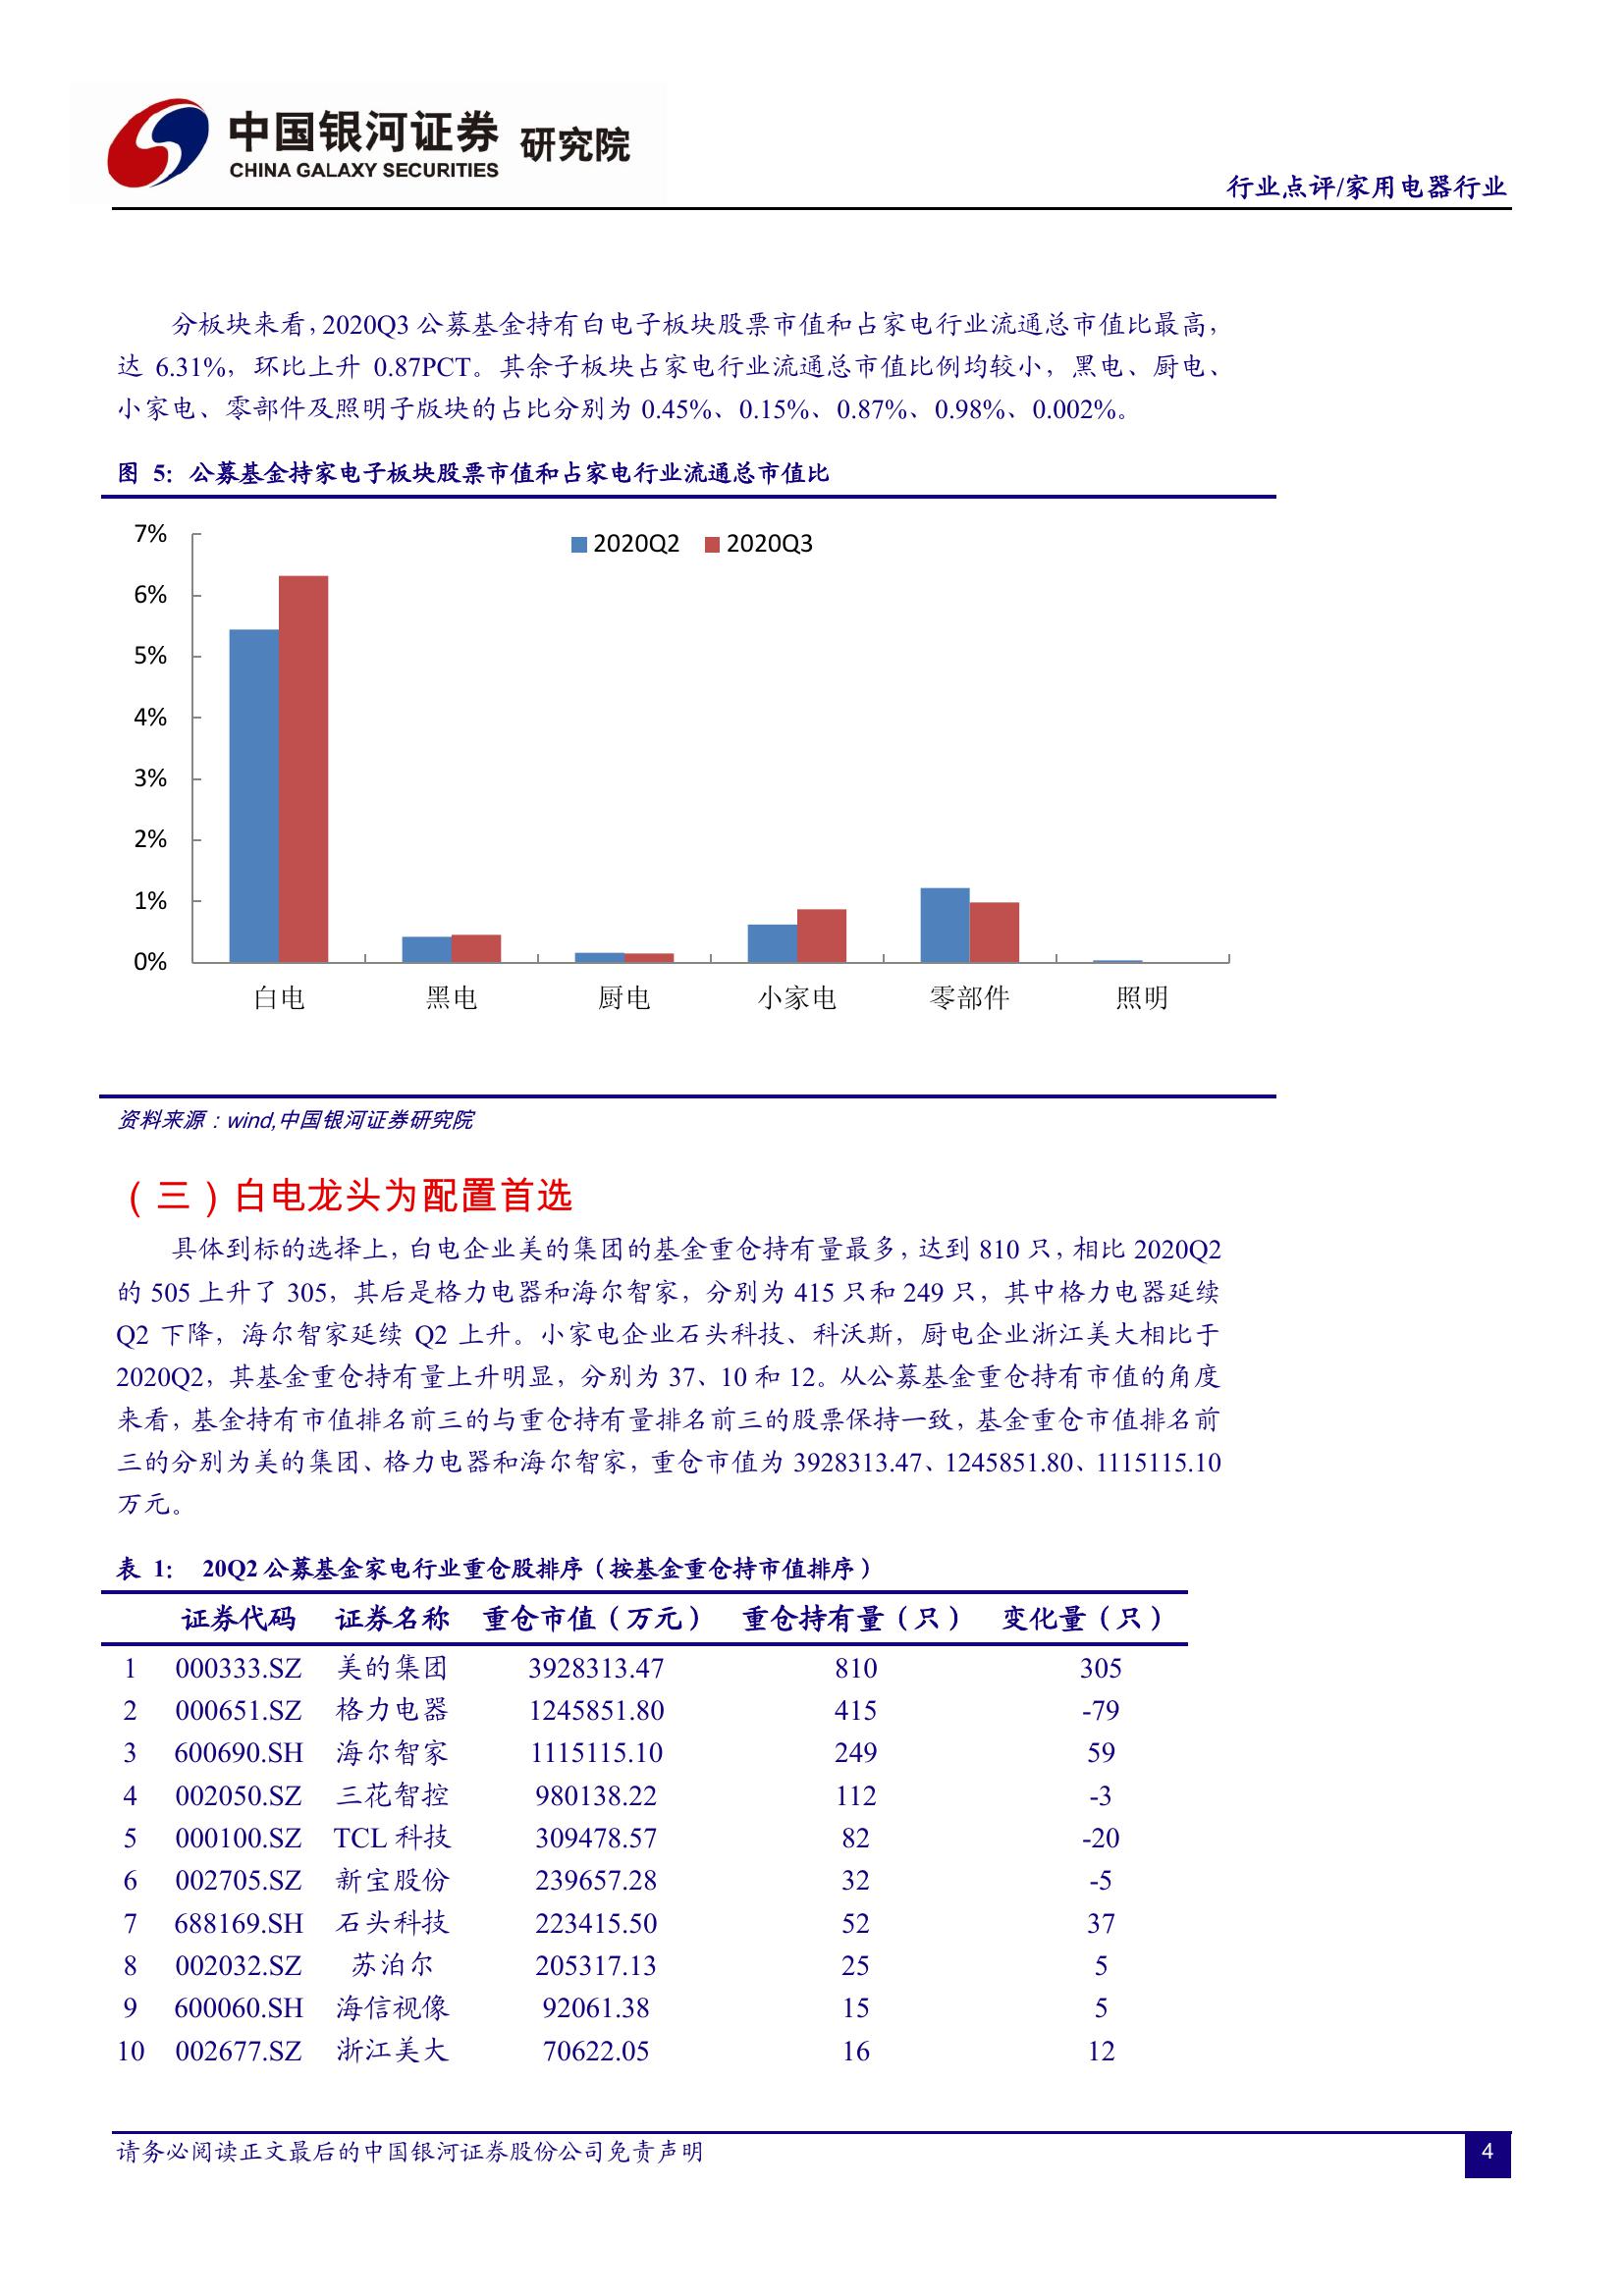 中国银河证券 研究院
CHINA GALAXY SECURITIES
行业点评/家用电器行业
分板块来看，2020Q3 公募基金持有白电子板块股票市值和占家电行业流通总市值比最高，
达 6.31%，环比上升 0.87PCT。其余子板块占家电行业流通总市值比例均较小，黑电、厨电、
小家电、零部件及照明子版块的占比分别为 0.45%、0.15%、0.87%、0.98%、0.002%。
图 5：公募基金持家电子板块股票市值和占家电行业流通总市值比
2020Q2 2020Q3
7%
6%
5%
4%
3%
2%
1%
0%
白电 黑电 厨电 小家电 零部件 照明
资料来源：wind,中国银河证券研究院
（三）白电龙头为配置首选
具体到标的选择上，白电企业美的集团的基金重仓持有量最多，达到 810 只，相比 2020Q2
的 505 上升了 305，其后是格力电器和海尔智家，分别为 415 只和 249 只，其中格力电器延续
Q2 下降，海尔智家延续 Q2 上升。小家电企业石头科技、科沃斯，厨电企业浙江美大相比于
2020Q2，其基金重仓持有量上升明显，分别为 37、10 和 12。从公募基金重仓持有市值的角度
来看，基金持有市值排名前三的与重仓持有量排名前三的股票保持一致，基金重仓市值排名前
三的分别为美的集团、格力电器和海尔智家，重仓市值为 3928313.47、1245851.80、1115115.10
万元。
表 1： 20Q2 公募基金家电行业重仓股排序（按基金重仓持市值排序）
证券代码 证券名称 重仓市值（万元） 重仓持有量（只） 变化量（只）
1 000333.SZ 美的集团 3928313.47 810 305
2 000651.SZ 格力电器 1245851.80 415 -79
3 600690.SH 海尔智家 1115115.10 249 59
4 002050.SZ 三花智控 980138.22 112 -3
5 000100.SZ TCL 科技 309478.57 82 -20
6 002705.SZ 新宝股份 239657.28 32 -5
7 688169.SH 石头科技 223415.50 52 37
8 002032.SZ 苏泊尔 205317.13 25 5
9 600060.SH 海信视像 92061.38 15 5
10 002677.SZ 浙江美大 70622.05 16 12
请务必阅读正文最后的中国银河证券股份公司免责声明
4